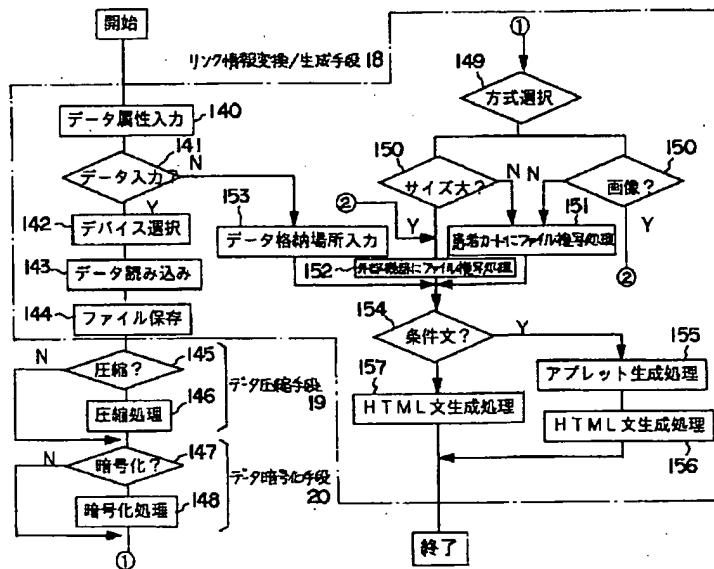 開始
リンク情報変換/生成手段 18
データ属性入力
140
141
データ入力?
N
Y
142
デバイス選択
143
データ読み込み
144
ファイル保存
153
データ格納場所入力
N
145
圧縮?
146
圧縮処理
データ圧縮手段
19
N
147
暗号化?
148
暗号化処理
データ暗号化手段
20
①
①
149
方式選択
150
サイズ大?
N
Y
②
N
150
画像?
Y
②
151
患者カードにファイル複写処理
152
外部機器にファイル複写処理
154
条件文?
Y
155
アプレット生成処理
157
HTML文生成処理
HTML文生成処理
156
終了